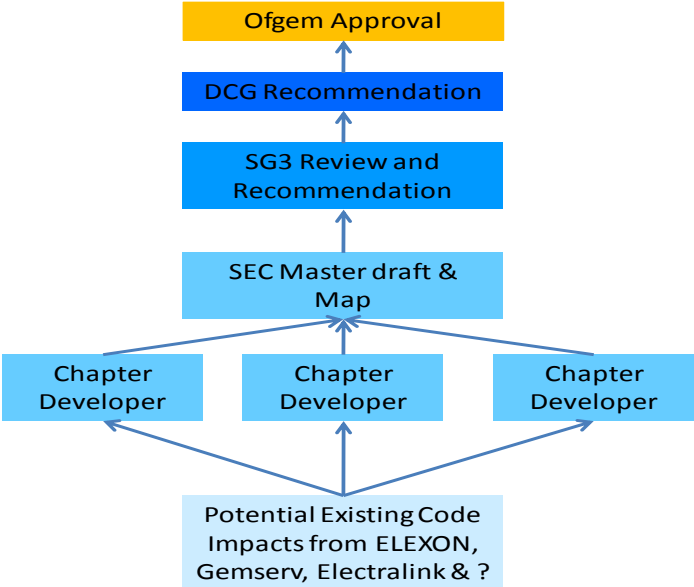 Ofgem Approval
DCG Recommendation
SG3 Review and
Recommendation
SEC Master draft &
Map
Chapter
Developer
Chapter
Developer
Chapter
Developer
Potential Existing Code
Impacts from ELEXON,
Gemserv, Electralink & ?